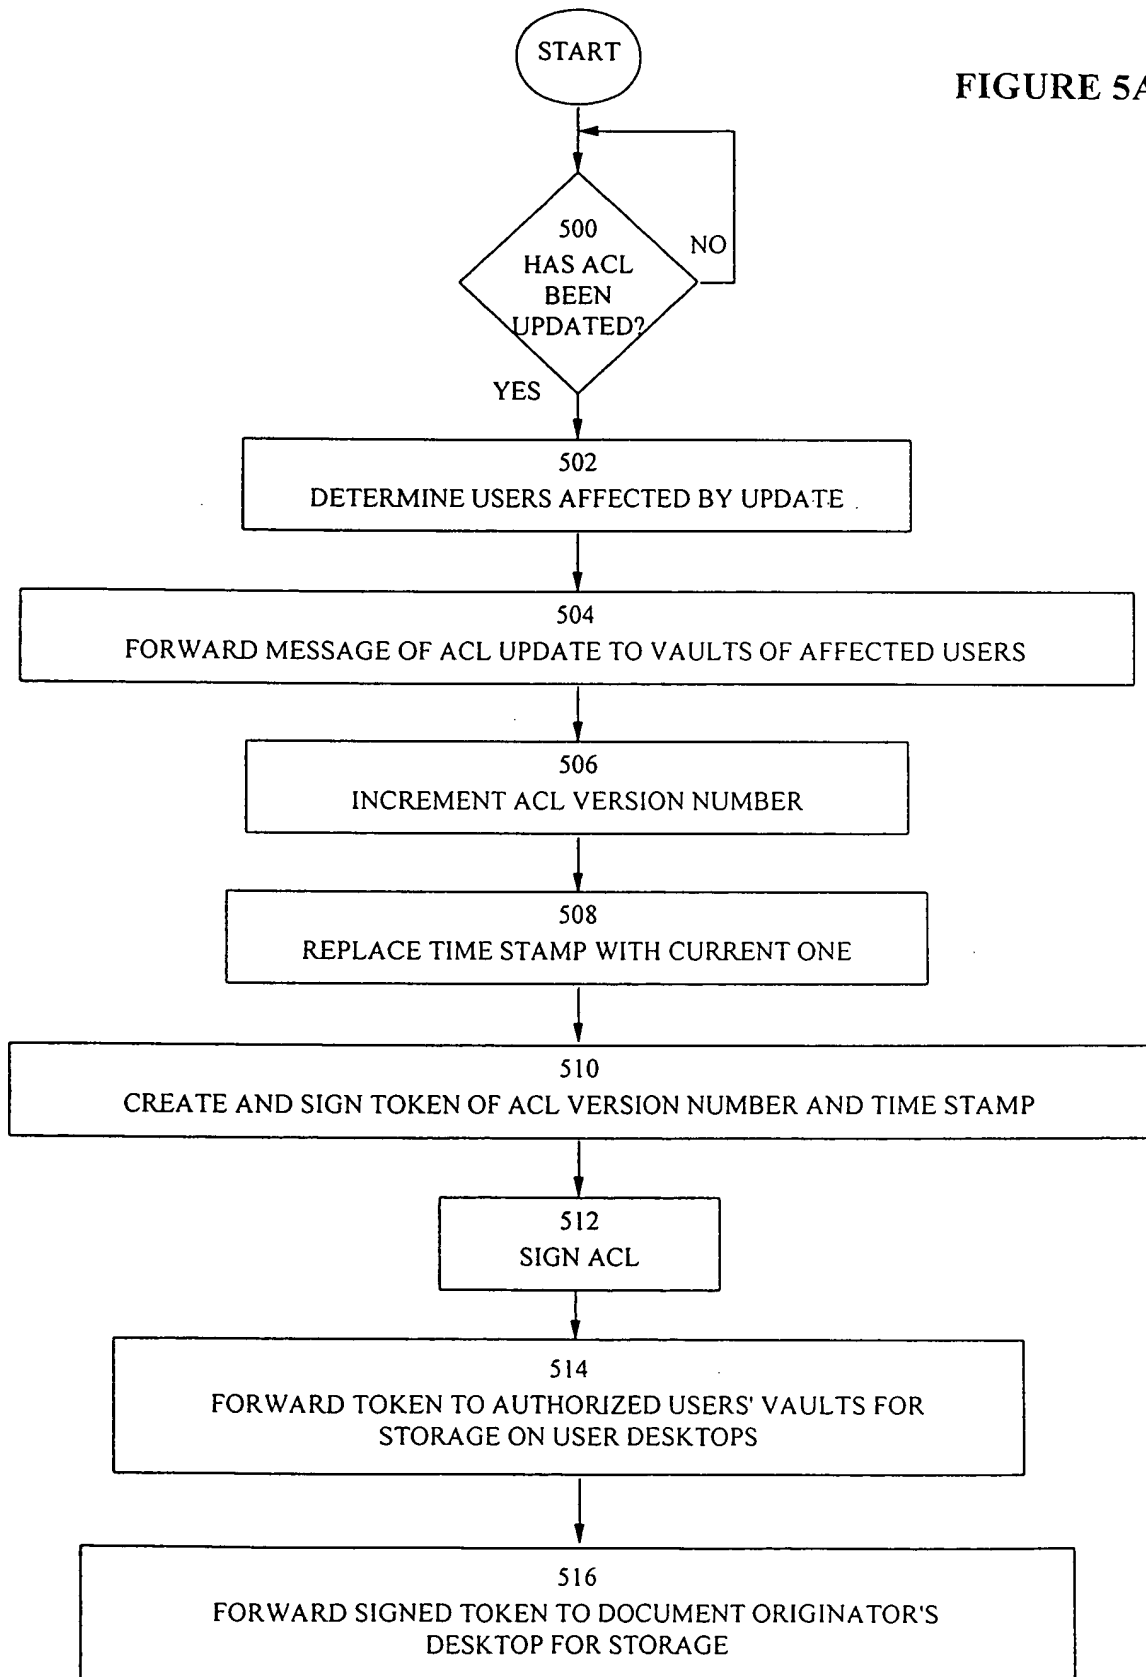 START
FIGURE 5A
500
HAS ACL
BEEN
UPDATED?
NO
YES
502
DETERMINE USERS AFFECTED BY UPDATE
504
FORWARD MESSAGE OF ACL UPDATE TO VAULTS OF AFFECTED USERS
506
INCREMENT ACL VERSION NUMBER
508
REPLACE TIME STAMP WITH CURRENT ONE
510
CREATE AND SIGN TOKEN OF ACL VERSION NUMBER AND TIME STAMP
512
SIGN ACL
514
FORWARD TOKEN TO AUTHORIZED USERS' VAULTS FOR
STORAGE ON USER DESKTOPS
516
FORWARD SIGNED TOKEN TO DOCUMENT ORIGINATOR'S
DESKTOP FOR STORAGE